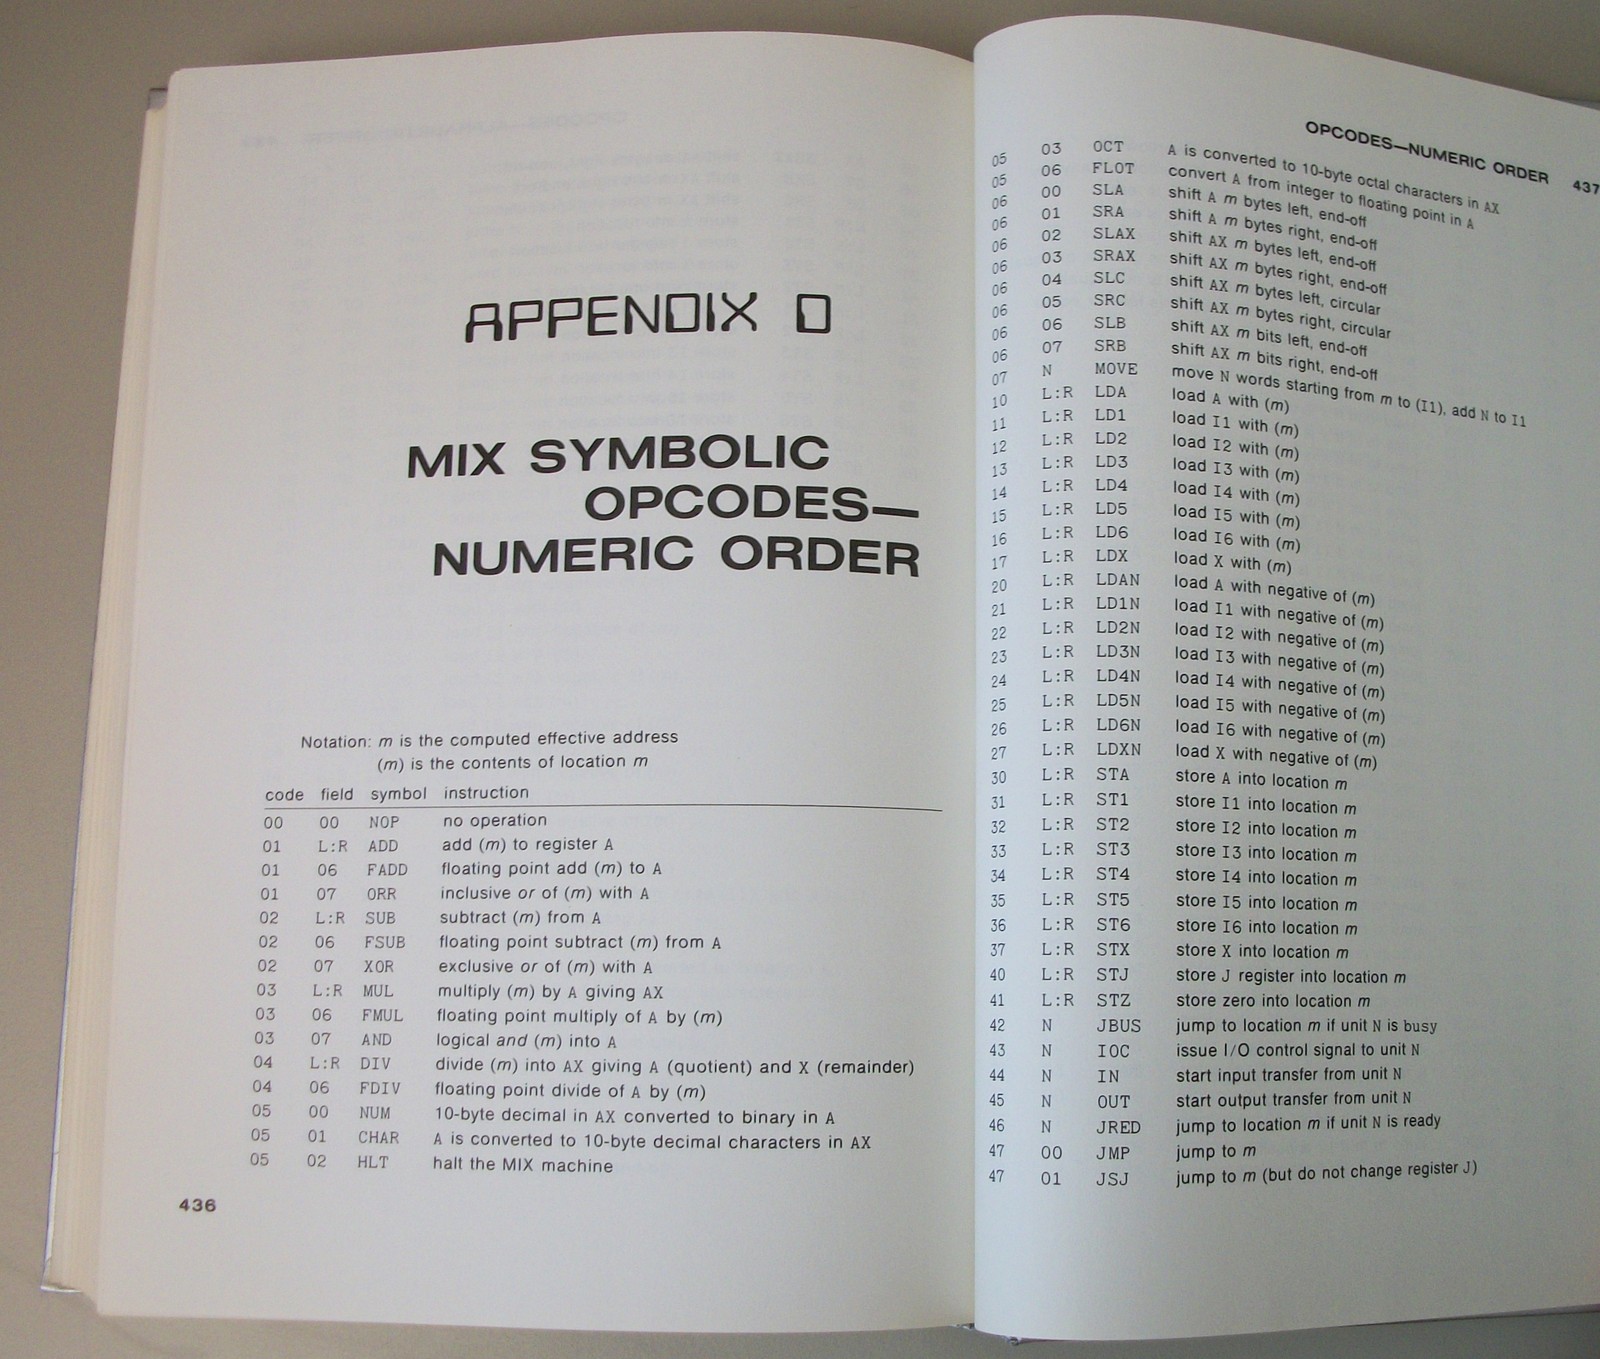 APPENDIX D
MIX SYMBOLIC
OPCODES—
NUMERIC ORDER
Notation: m is the computed effective address
(m) is the contents of location m
code field symbol instruction
00 00 NOP no operation
01 L:R ADD add (m) to register A
01 06 FADD floating point add (m) to A
01 07 ORR inclusive or of (m) with A
02 L:R SUB subtract (m) from A
02 06 FSUB floating point subtract (m) from A
02 07 XOR exclusive or of (m) with A
03 L:R MUL multiply (m) by A giving AX
03 06 FMUL floating point multiply of A by (m)
03 07 AND logical and (m) into A
04 L:R DIV divide (m) into AX giving A (quotient) and X (remainder)
04 06 FDIV floating point divide of A by (m)
05 00 NUM 10-byte decimal in AX converted to binary in A
05 01 CHAR A is converted to 10-byte decimal characters in AX
05 02 HLT halt the MIX machine
436
OPCODES—NUMERIC ORDER 437
05 03 OCT A is converted to 10-byte octal characters in AX
05 06 FLOT convert A from integer to floating point in A
06 00 SLA shift A m bytes left, end-off
06 01 SRA shift A m bytes right, end-off
06 02 SLAX shift AX m bytes left, end-off
06 03 SRAX shift AX m bytes right, end-off
06 04 SLC shift AX m bytes left, circular
06 05 SRC shift AX m bytes right, circular
06 06 SLB shift AX m bits left, end-off
06 07 SRB shift AX m bits right, end-off
07 N MOVE move N words starting from m to (I1), add N to I1
10 L:R LDA load A with (m)
11 L:R LD1 load I1 with (m)
12 L:R LD2 load I2 with (m)
13 L:R LD3 load I3 with (m)
14 L:R LD4 load I4 with (m)
15 L:R LD5 load I5 with (m)
16 L:R LD6 load I6 with (m)
17 L:R LDX load X with (m)
20 L:R LDAN load A with negative of (m)
21 L:R LD1N load I1 with negative of (m)
22 L:R LD2N load I2 with negative of (m)
23 L:R LD3N load I3 with negative of (m)
24 L:R LD4N load I4 with negative of (m)
25 L:R LD5N load I5 with negative of (m)
26 L:R LD6N load I6 with negative of (m)
27 L:R LDXN load X with negative of (m)
30 L:R STA store A into location m
31 L:R ST1 store I1 into location m
32 L:R ST2 store I2 into location m
33 L:R ST3 store I3 into location m
34 L:R ST4 store I4 into location m
35 L:R ST5 store I5 into location m
36 L:R ST6 store I6 into location m
37 L:R STX store X into location m
40 L:R STJ store J register into location m
41 L:R STZ store zero into location m
42 N JBUS jump to location m if unit N is busy
43 N IOC issue I/O control signal to unit N
44 N IN start input transfer from unit N
45 N OUT start output transfer from unit N
46 N JRED jump to location m if unit N is ready
47 00 JMP jump to m
47 01 JSJ jump to m (but do not change register J)